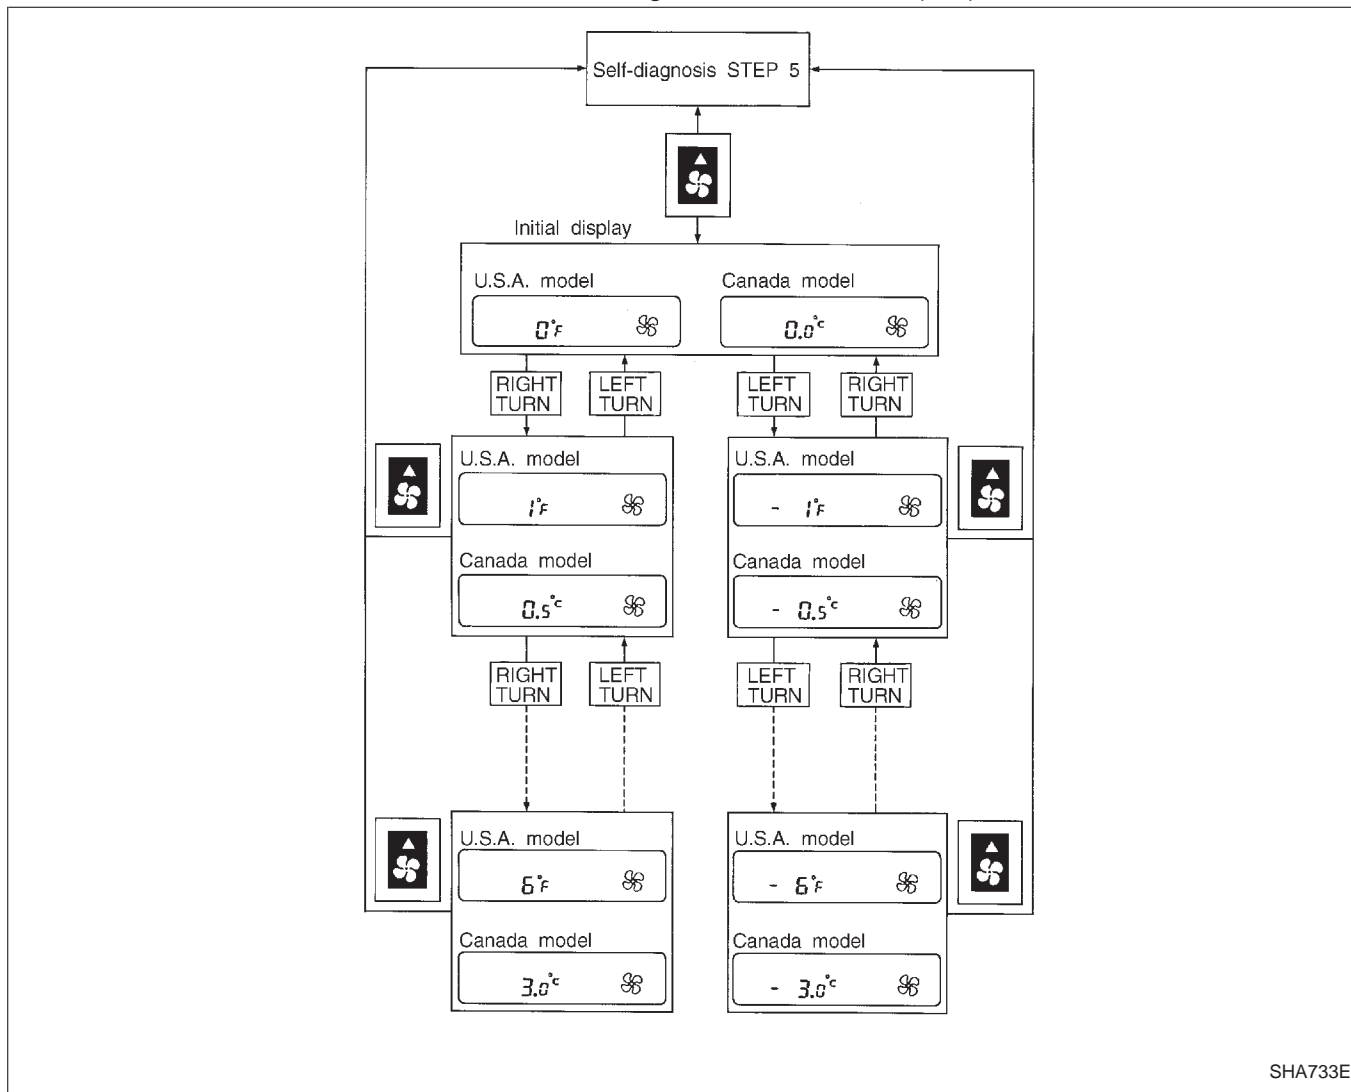 Self-diagnosis STEP 5
Initial display
U.S.A. model
Canada model
0°F
0.0°C
RIGHT TURN
LEFT TURN
LEFT TURN
RIGHT TURN
U.S.A. model
1°F
Canada model
0.5°C
U.S.A. model
- 1°F
Canada model
- 0.5°C
RIGHT TURN
LEFT TURN
LEFT TURN
RIGHT TURN
U.S.A. model
6°F
Canada model
3.0°C
U.S.A. model
- 6°F
Canada model
- 3.0°C
SHA733E